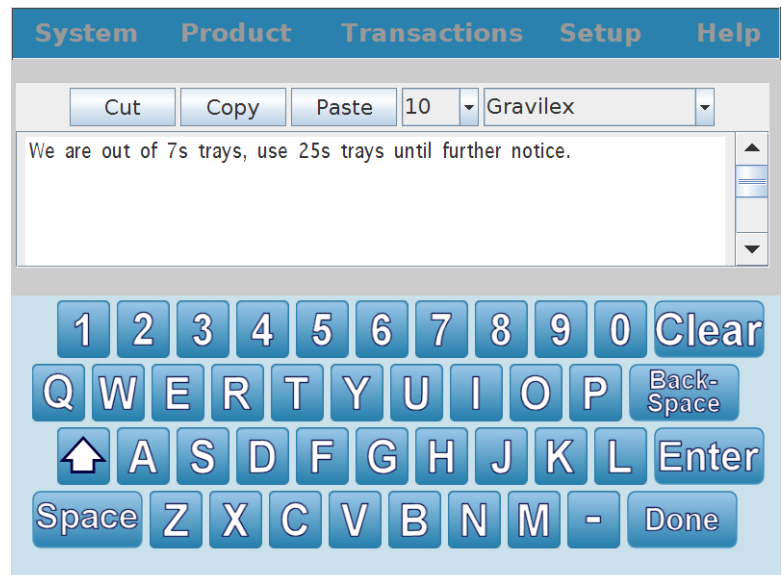 System Product Transactions Setup Help
Cut Copy Paste 10 Gravilex
We are out of 7s trays, use 25s trays until further notice.
1 2 3 4 5 6 7 8 9 0 Clear
Q W E R T Y U I O P Back-
Space
A S D F G H J K L Enter
Space Z X C V B N M - Done